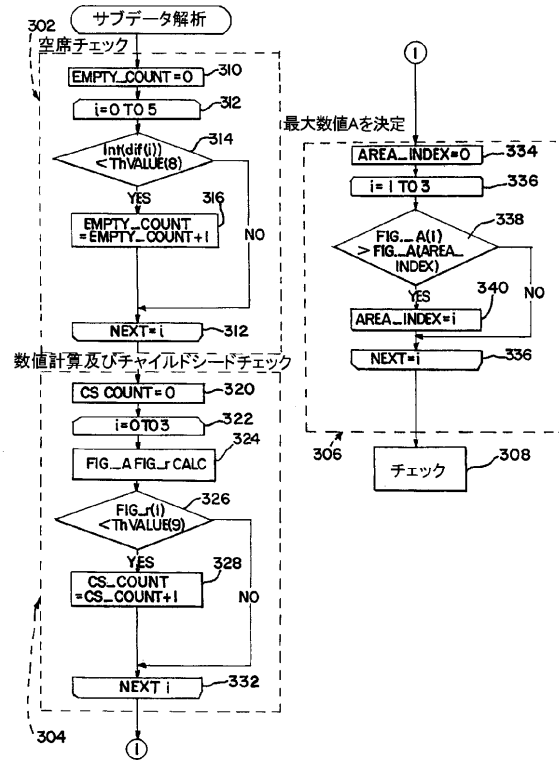 サブデータ解析
302
空席チェック
EMPTY_COUNT=0
310
i=0 TO 5
312
Int(dif(i))
<ThVALUE(8)
314
YES
NO
EMPTY_COUNT
=EMPTY_COUNT+1
316
NEXT=i
312
数値計算及びチャイルドシードチェック
CS COUNT=0
320
i=0 TO 3
322
FIG_A FIG_r CALC
324
FIG_r(i)
<ThVALUE(9)
326
YES
NO
CS_COUNT
=CS_COUNT+1
328
NEXT i
332
304
1
1
最大数値Aを決定
AREA_INDEX=0
334
i=1 TO 3
336
FIG_A(1)
>FIG_A(AREA_
INDEX)
338
YES
NO
AREA_INDEX=i
340
NEXT=i
336
306
チェック
308